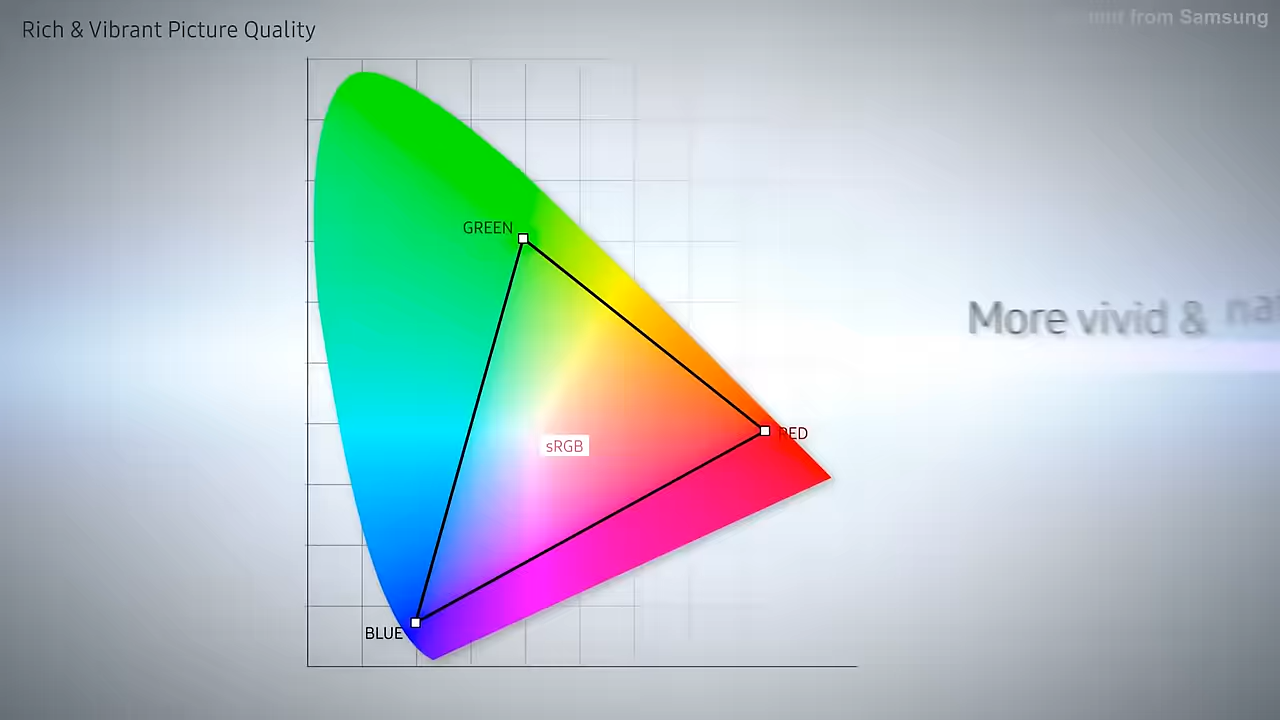 Rich & Vibrant Picture Quality
from Samsung
GREEN
More vivid &
RED
sRGB
BLUE